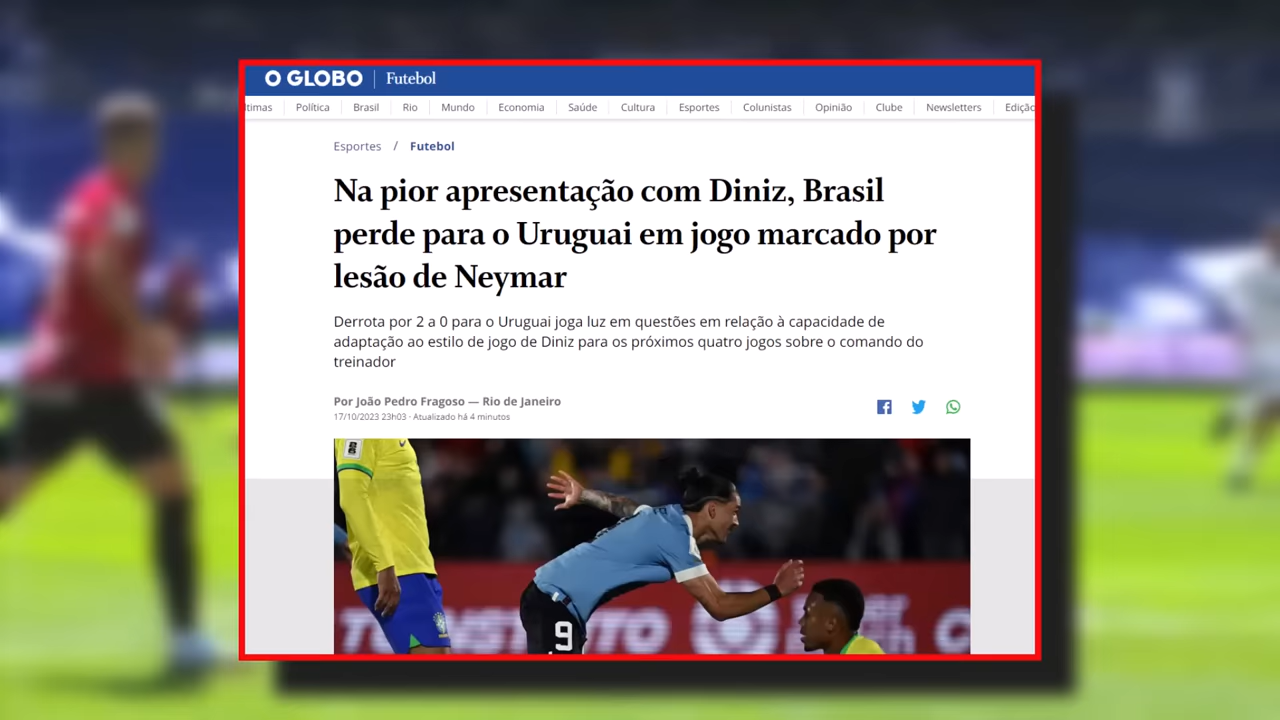 O GLOBO | Futebol
ltimas Política Brasil Rio Mundo Economia Saúde Cultura Esportes Colunistas Opinião Clube Newsletters Ediçã
Esportes / Futebol
Na pior apresentação com Diniz, Brasil
perde para o Uruguai em jogo marcado por
lesão de Neymar
Derrota por 2 a 0 para o Uruguai joga luz em questões em relação à capacidade de
adaptação ao estilo de jogo de Diniz para os próximos quatro jogos sobre o comando do
treinador
Por João Pedro Fragoso — Rio de Janeiro
17/10/2023 23h03 · Atualizado há 4 minutos
9